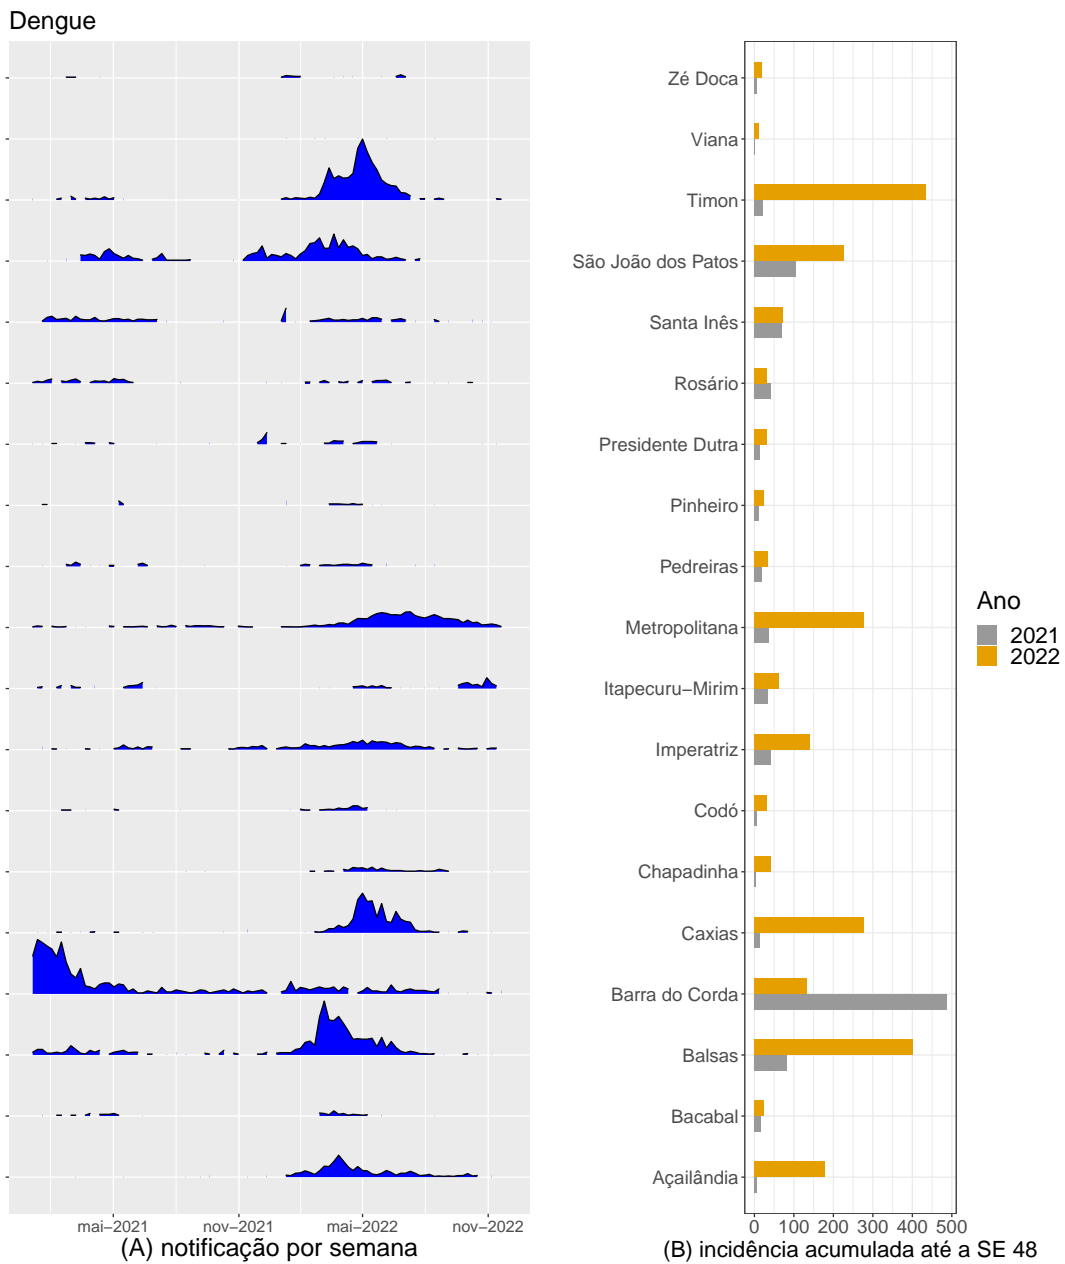 Dengue
Zé Doca
Viana
Timon
São João dos Patos
Santa Inês
Rosário
Presidente Dutra
Pinheiro
Pedreiras
Metropolitana
Itapecuru−Mirim
Imperatriz
Codó
Chapadinha
Caxias
Barra do Corda
Balsas
Bacabal
Açailândia
Ano
2021
2022
mai−2021 nov−2021 mai−2022 nov−2022
(A) notificação por semana
0 100 200 300 400 500
(B) incidência acumulada até a SE 48